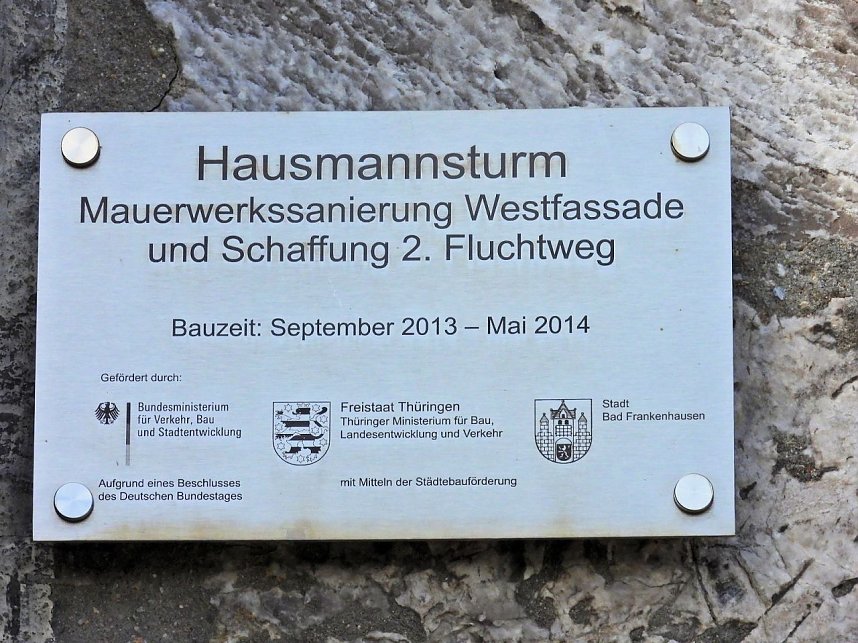 Hausmannsturm
Mauerwerkssanierung Westfassade
und Schaffung 2. Fluchtweg
Bauzeit: September 2013 – Mai 2014
Gefördert durch:
Bundesministerium
für Verkehr, Bau
und Stadtentwicklung
Aufgrund eines Beschlusses
des Deutschen Bundestages
Freistaat Thüringen
Thüringer Ministerium für Bau,
Landesentwicklung und Verkehr
mit Mitteln der Städtebauförderung
Stadt
Bad Frankenhausen